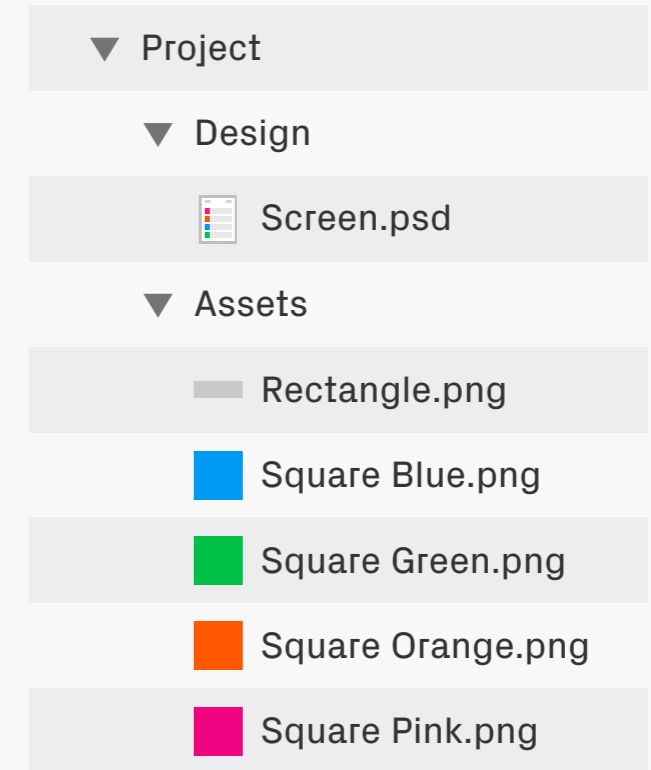 Project
Design
Screen.psd
Assets
Rectangle.png
Square Blue.png
Square Green.png
Square Orange.png
Square Pink.png